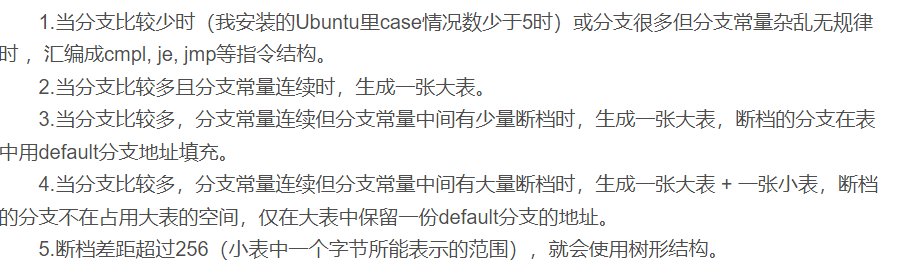 1.当分支比较少时（我安装的Ubuntu里case情况数少于5时）或分支很多但分支常量杂乱无规律
时 ，汇编成cmpl, je, jmp等指令结构。
2.当分支比较多且分支常量连续时，生成一张大表。
3.当分支比较多，分支常量连续但分支常量中间有少量断档时，生成一张大表，断档的分支在表
中用default分支地址填充。
4.当分支比较多，分支常量连续但分支常量中间有大量断档时，生成一张大表 + 一张小表，断档
的分支不在占用大表的空间，仅在大表中保留一份default分支的地址。
5.断档差距超过256（小表中一个字节所能表示的范围），就会使用树形结构。